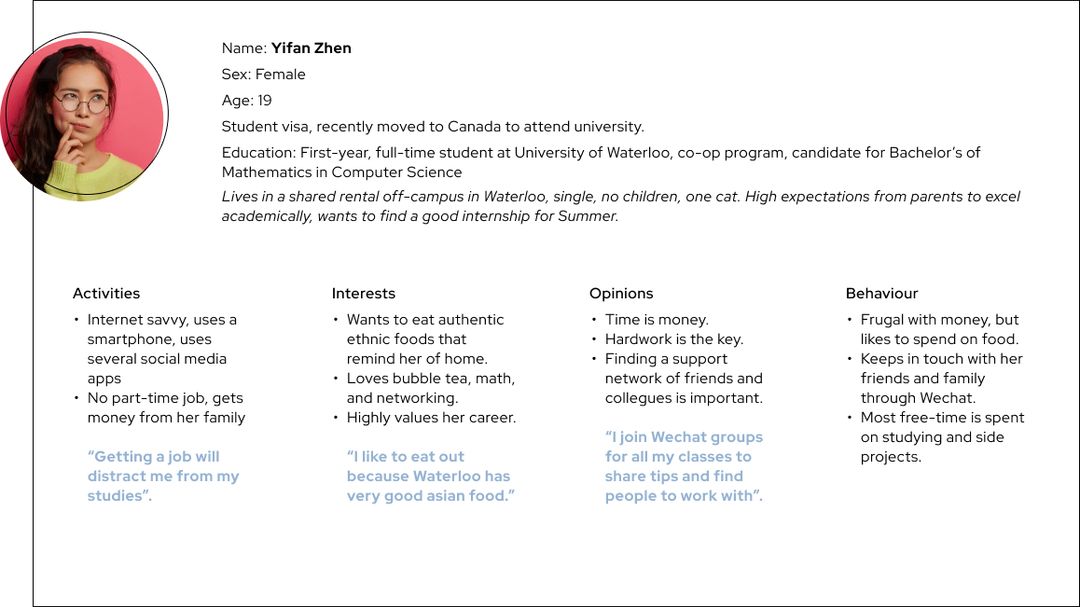 Name: Yifan Zhen
Sex: Female
Age: 19
Student visa, recently moved to Canada to attend university.
Education: First-year, full-time student at University of Waterloo, co-op program, candidate for Bachelor's of
Mathematics in Computer Science
Lives in a shared rental off-campus in Waterloo, single, no children, one cat. High expectations from parents to excel
academically, wants to find a good internship for Summer.
Activities
• Internet savvy, uses a
smartphone, uses
several social media
apps
• No part-time job, gets
money from her family
“Getting a job will
distract me from my
studies”.
Interests
• Wants to eat authentic
ethnic foods that
remind her of home.
• Loves bubble tea, math,
and networking.
• Highly values her career.
“I like to eat out
because Waterloo has
very good asian food.”
Opinions
• Time is money.
• Hardwork is the key.
• Finding a support
network of friends and
collegues is important.
“I join Wechat groups
for all my classes to
share tips and find
people to work with”.
Behaviour
• Frugal with money, but
likes to spend on food.
• Keeps in touch with her
friends and family
through Wechat.
• Most free-time is spent
on studying and side
projects.